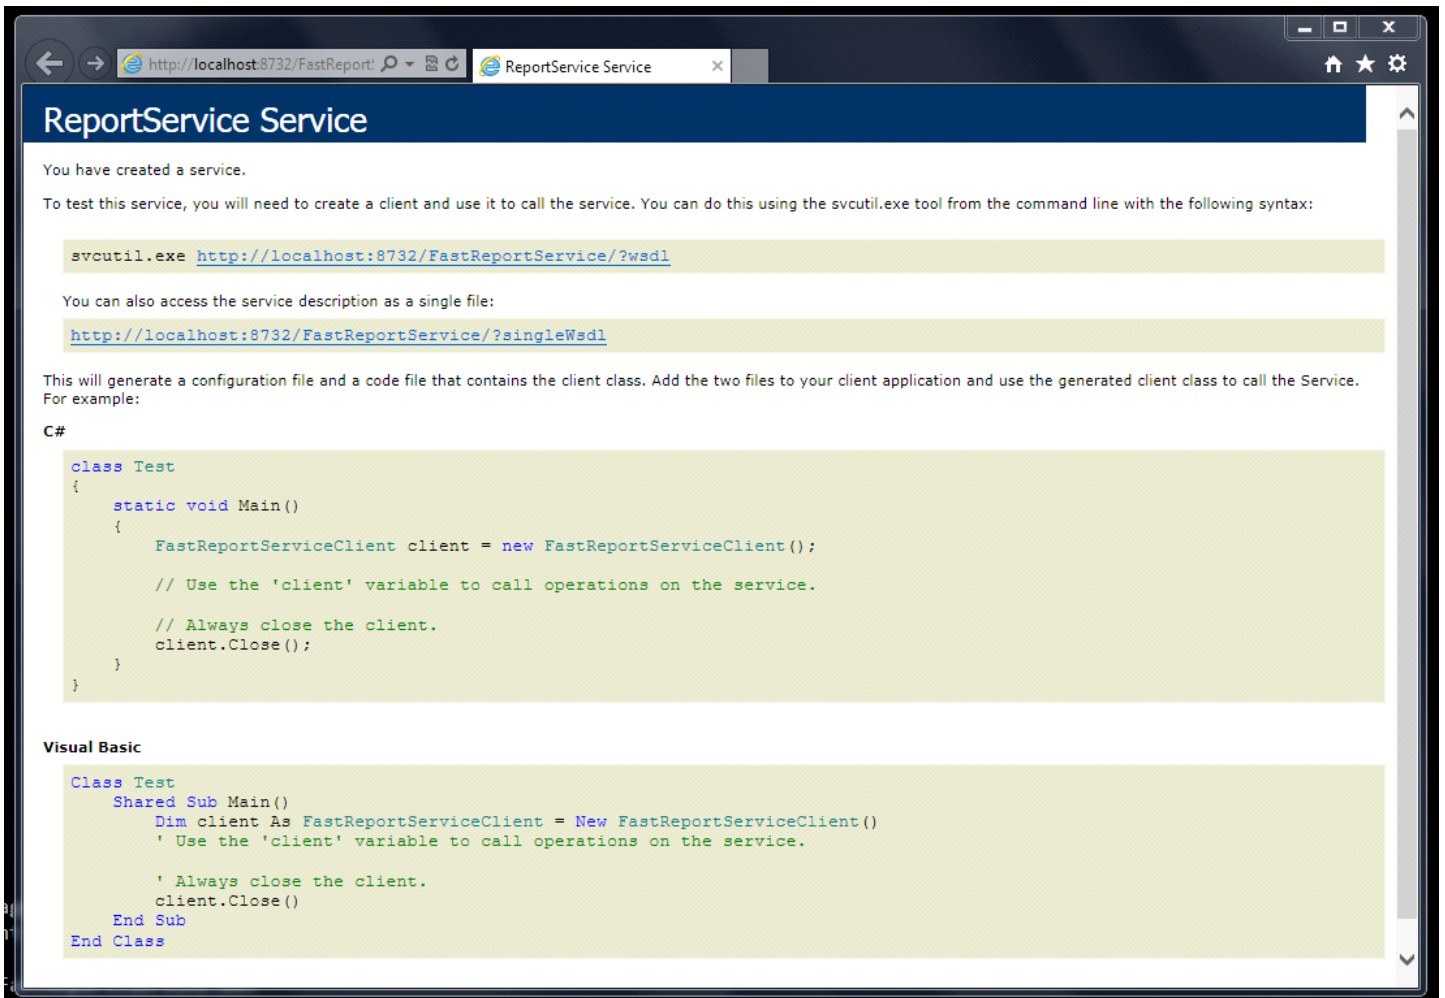 http://localhost:8732/FastReport
ReportService Service
ReportService Service
You have created a service.
To test this service, you will need to create a client and use it to call the service. You can do this using the svcutil.exe tool from the command line with the following syntax:
svcutil.exe http://localhost:8732/FastReportService/?wsdl
You can also access the service description as a single file:
http://localhost:8732/FastReportService/?singleWsdl
This will generate a configuration file and a code file that contains the client class. Add the two files to your client application and use the generated client class to call the Service.
For example:
C#
class Test
{
    static void Main()
    {
        FastReportServiceClient client = new FastReportServiceClient();
        // Use the 'client' variable to call operations on the service.
        // Always close the client.
        client.Close();
    }
}
Visual Basic
Class Test
    Shared Sub Main()
        Dim client As FastReportServiceClient = New FastReportServiceClient()
        ' Use the 'client' variable to call operations on the service.
        ' Always close the client.
        client.Close()
    End Sub
End Class